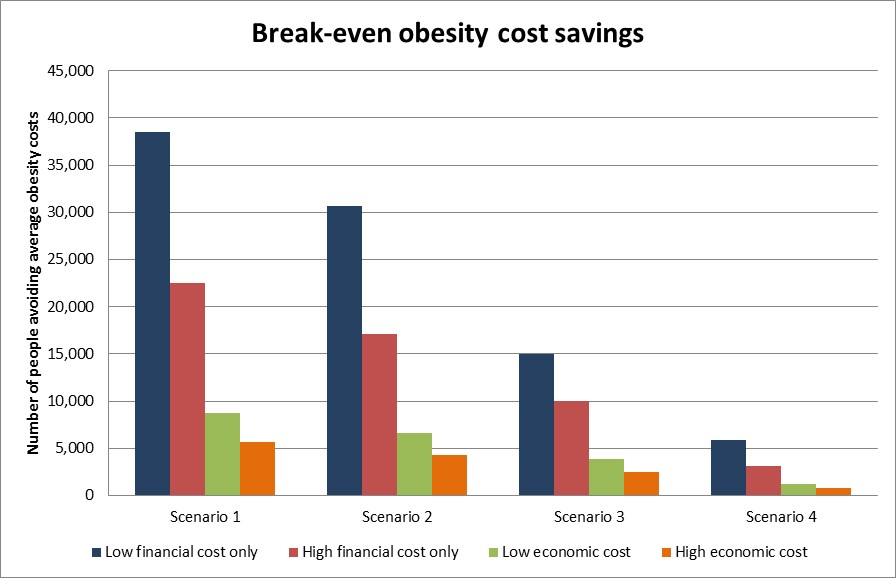 Break-even obesity cost savings
Number of people avoiding average obesity costs
45,000
40,000
35,000
30,000
25,000
20,000
15,000
10,000
5,000
0
Scenario 1 Scenario 2 Scenario 3 Scenario 4
Low financial cost only High financial cost only Low economic cost High economic cost